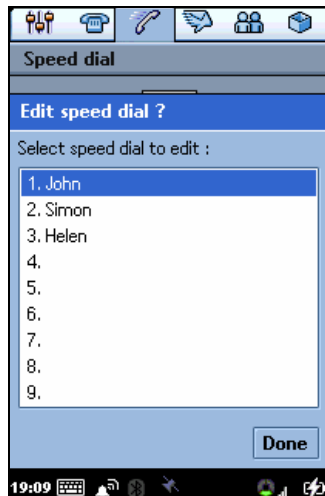 Speed dial
Edit speed dial ?
Select speed dial to edit :
1. John
2. Simon
3. Helen
4.
5.
6.
7.
8.
9.
Done
19:09